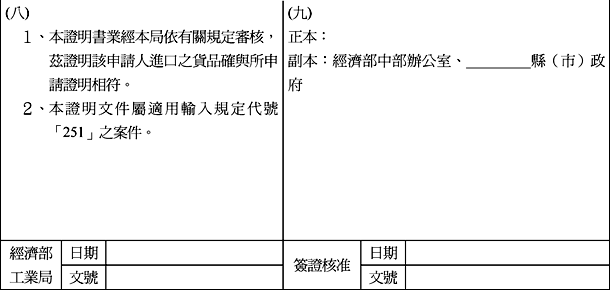 (八)
1、本證明書業經本局依有關規定審核，
茲證明該申請人進口之貨品確與所申
請證明相符。
2、本證明文件屬適用輸入規定代號
「251」之案件。
(九)
正本：
副本：經濟部中部辦公室、_________縣（市）政
府
經濟部
工業局
日期
文號
簽證核准
日期
文號